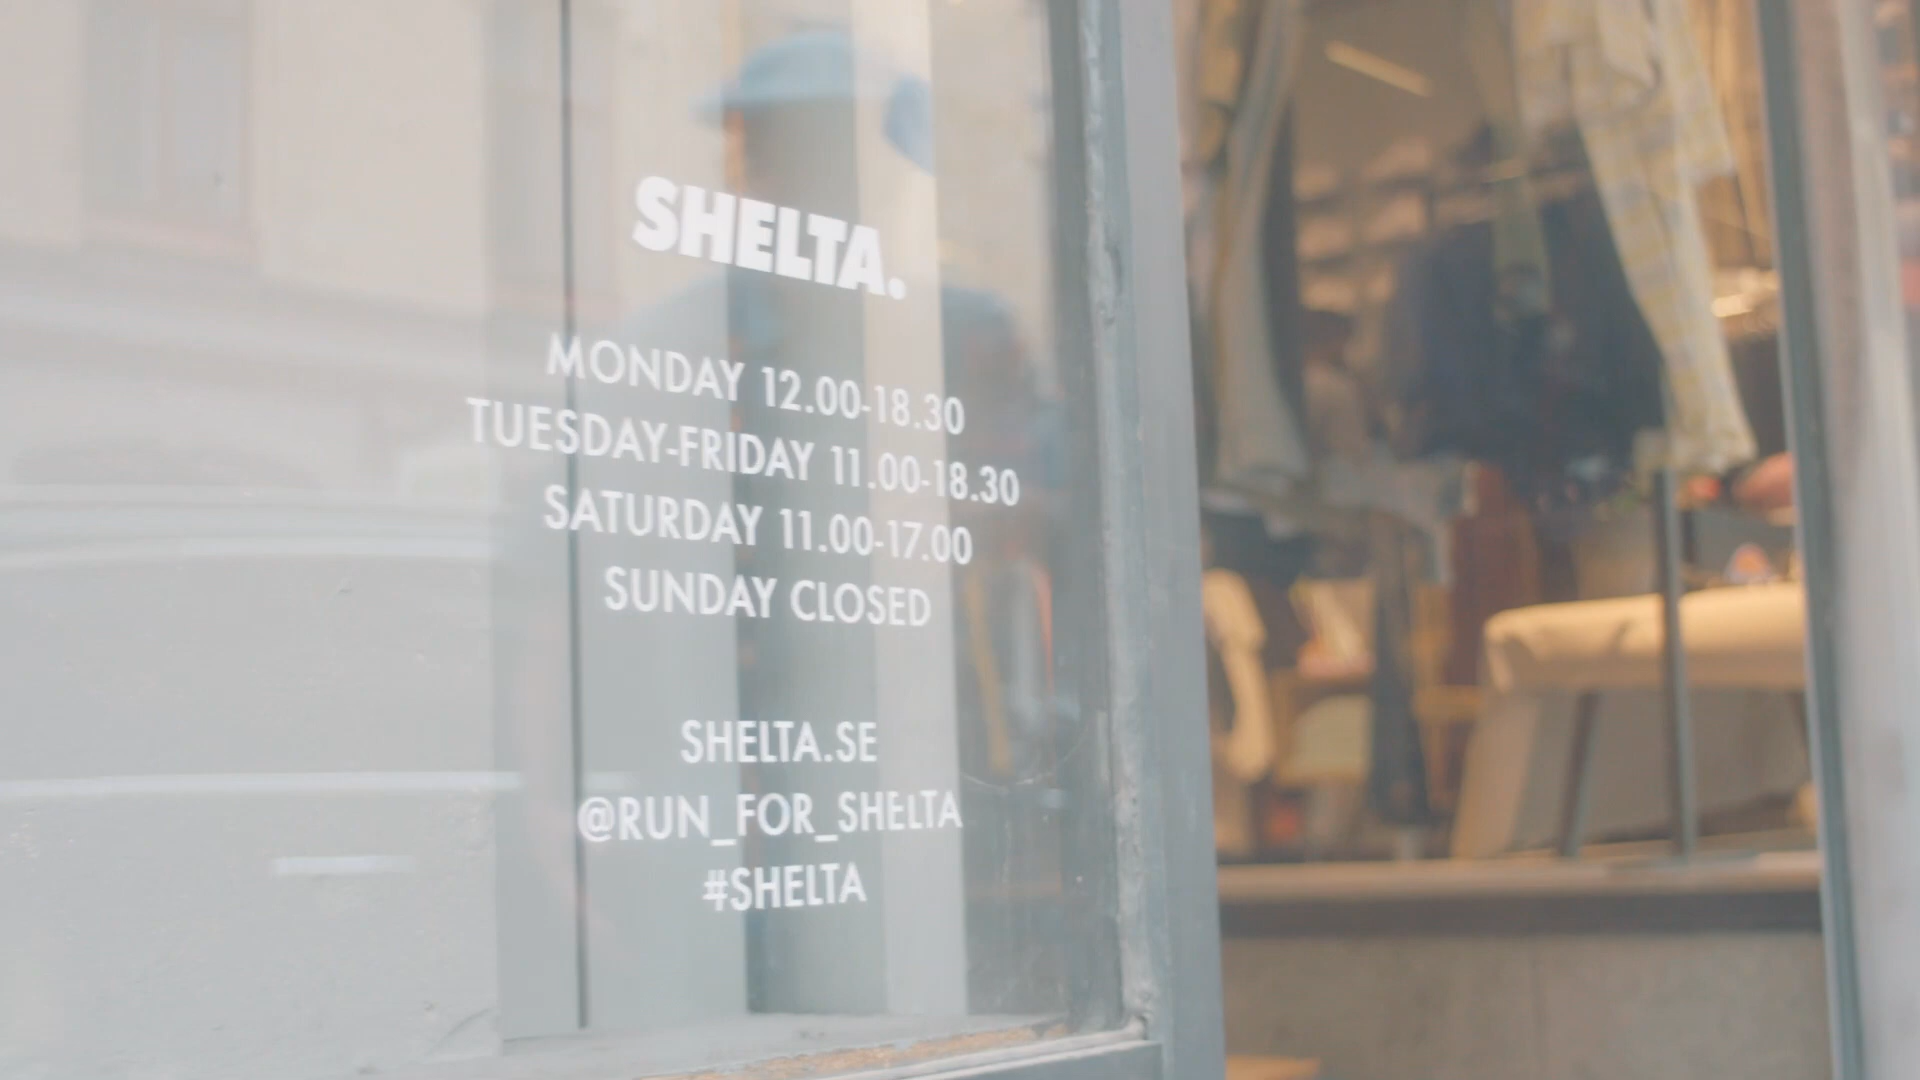 SHELTA.
MONDAY 12.00-18.30
TUESDAY-FRIDAY 11.00-18.30
SATURDAY 11.00-17.00
SUNDAY CLOSED
SHELTA.SE
@RUN_FOR_SHELTA
#SHELTA